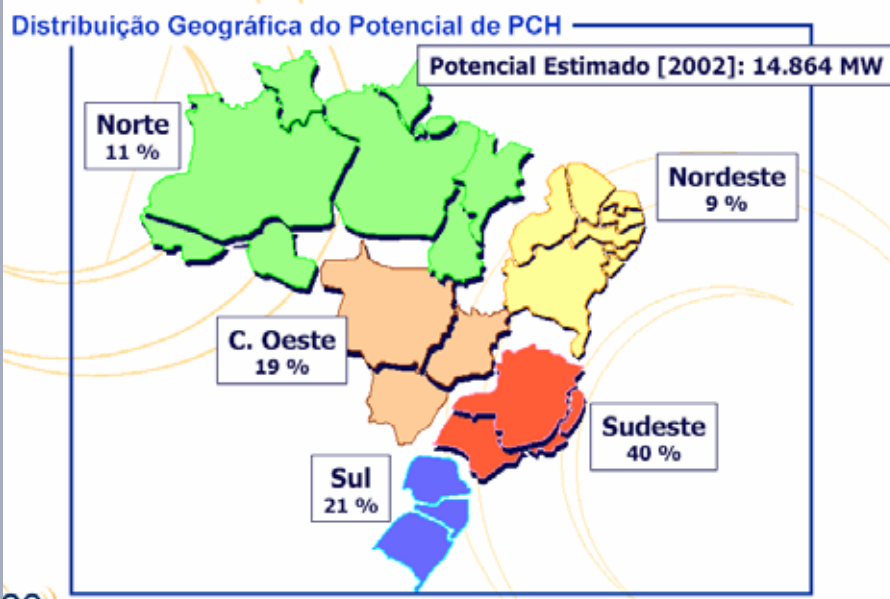 Distribuição Geográfica do Potencial de PCH
Potencial Estimado [2002]: 14.864 MW
Norte
11 %
Nordeste
9 %
C. Oeste
19 %
Sudeste
40 %
Sul
21 %